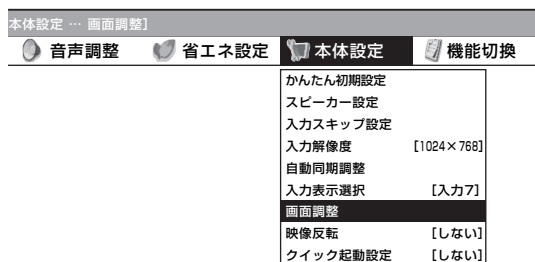 本体設定 … 画面調整]
音声調整 省エネ設定 本体設定 機能切換
かんたん初期設定
スピーカー設定
入力スキップ設定
入力解像度 [1024×768]
自動同期調整
入力表示選択 [入力7]
画面調整
映像反転 [しない]
クイック起動設定 [しない]